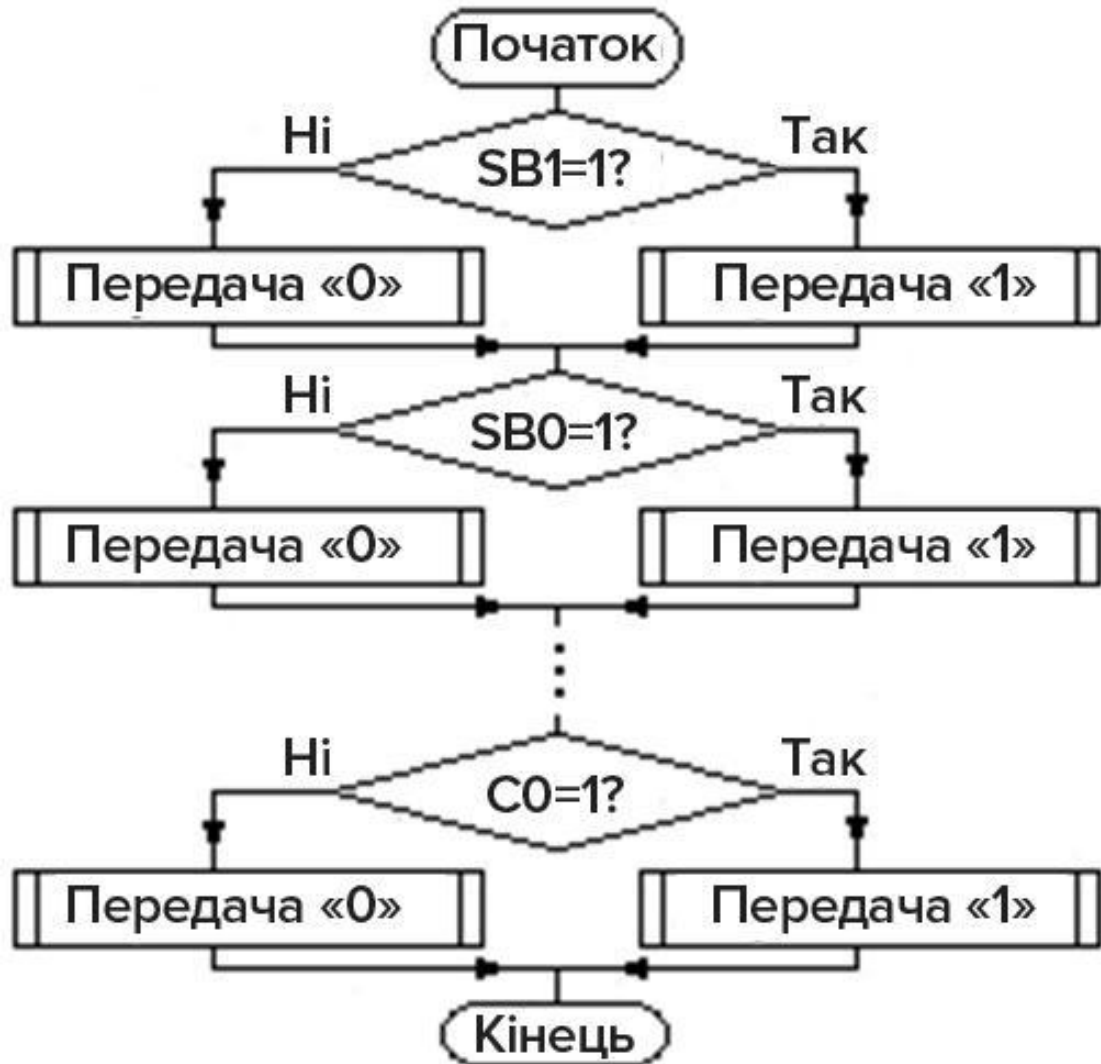 Початок
Ні
Так
SB1=1?
Передача «0»
Передача «1»
Ні
Так
SB0=1?
Передача «0»
Передача «1»
Ні
Так
C0=1?
Передача «0»
Передача «1»
Кінець